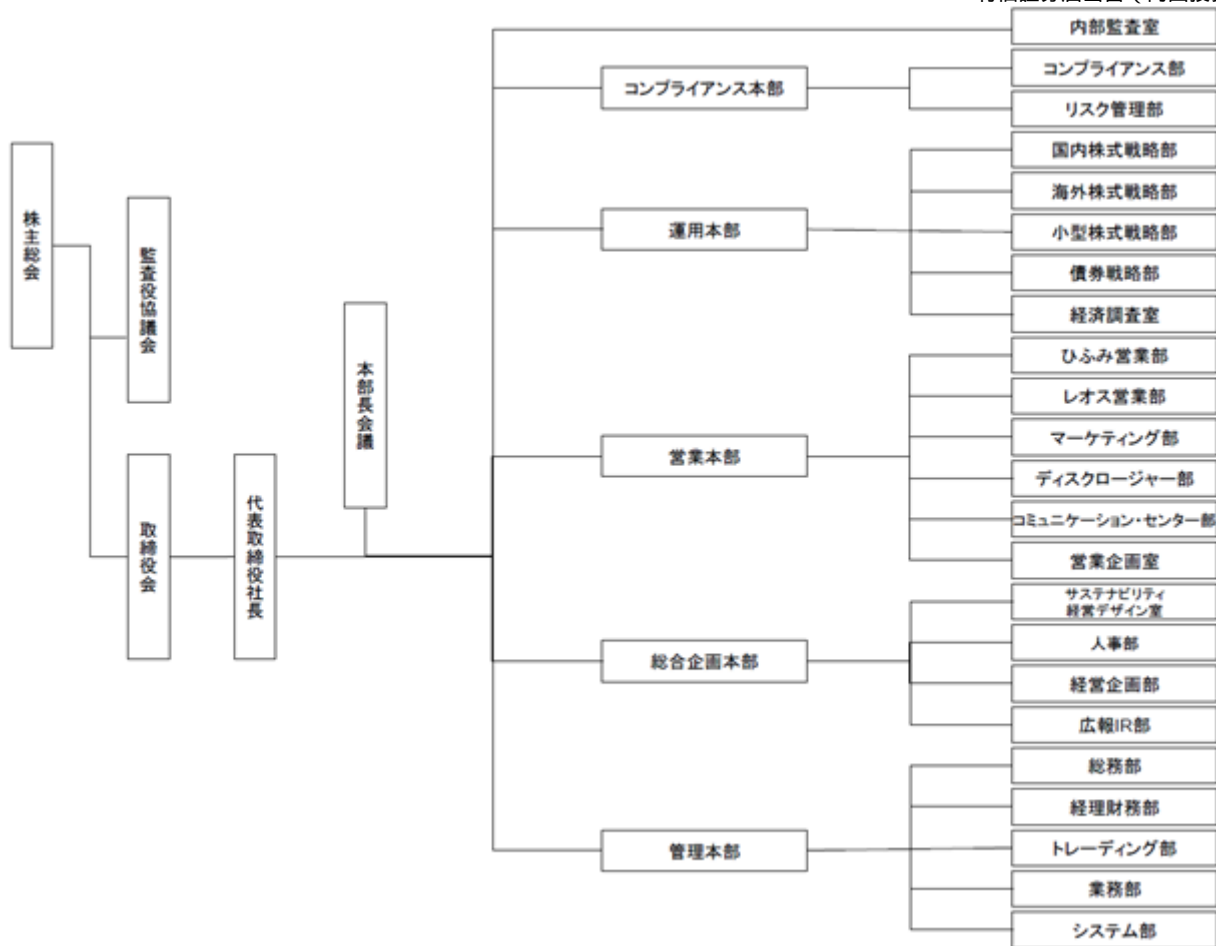 内部監査室
コンプライアンス本部
コンプライアンス部
リスク管理部
株主総会
監査役協議会
取締役会
代表取締役社長
本部長会議
運用本部
国内株式戦略部
海外株式戦略部
小型株式戦略部
債券戦略部
経済調査室
営業本部
ひふみ営業部
レオス営業部
マーケティング部
ディスクロージャー部
コミュニケーション・センター部
営業企画室
総合企画本部
サステナビリティ
経営デザイン室
人事部
経営企画部
広報IR部
管理本部
総務部
経理財務部
トレーディング部
業務部
システム部